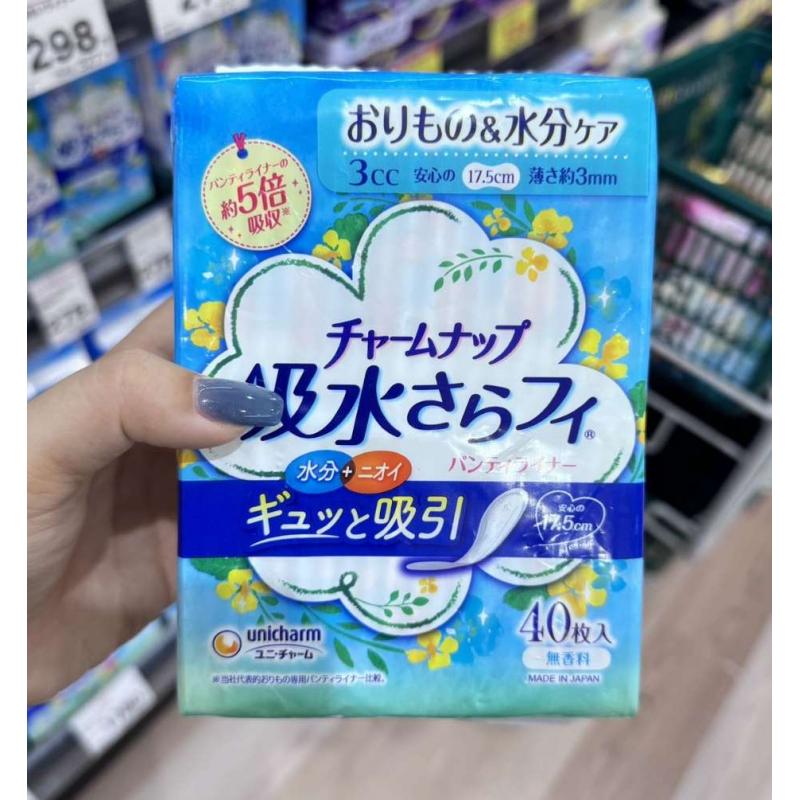 298
おりもの&水分ケア
3cc 安心の 17.5cm 薄さ約3mm
パンティライナーの
約5倍
吸収※
チャームナップ
吸水さらフィ®
パンティライナー
水分+ニオイ
ギュッと吸引
安心の
17.5cm
40枚入
無香料
MADE IN JAPAN
unicharm
ユニ・チャーム
※当社代表的おりもの専用パンティライナー比較。